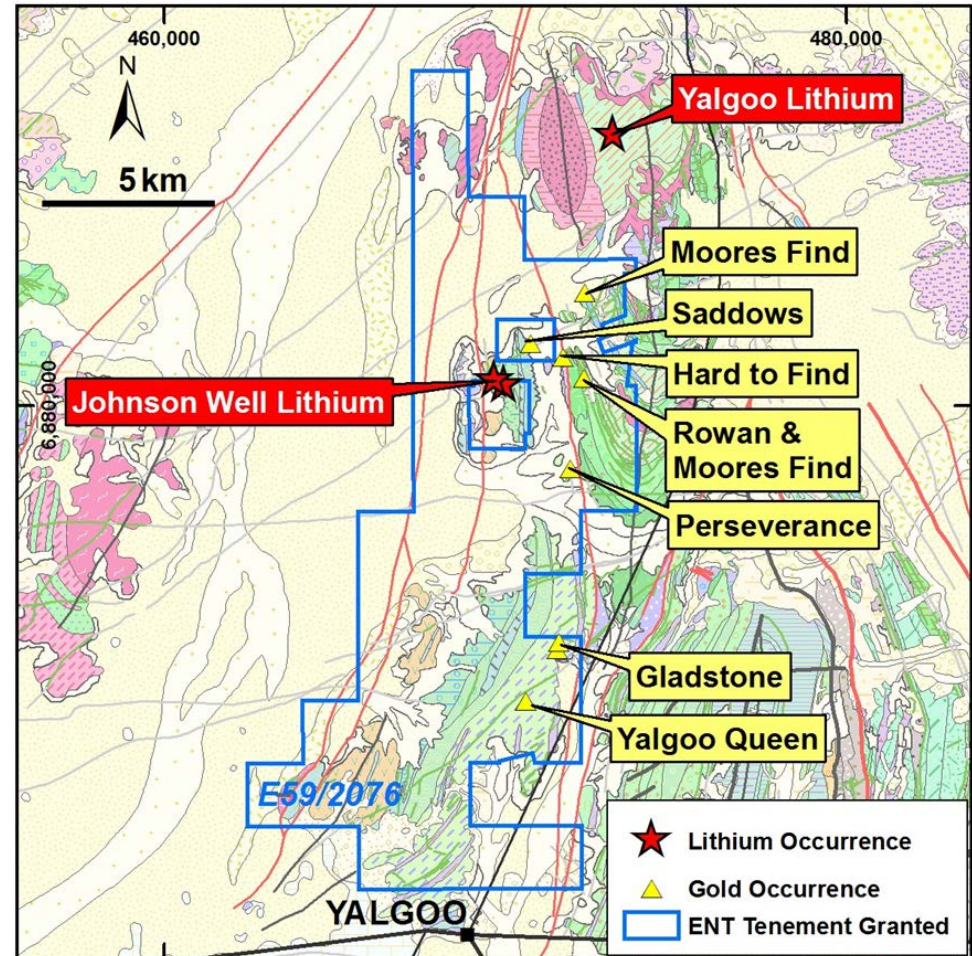 460,000
480,000
N
5 km
Yalgoo Lithium
Moores Find
Saddows
Hard to Find
Johnson Well Lithium
6,880,000
Rowan &
Moores Find
Perseverance
Gladstone
Yalgoo Queen
E59/2076
YALGOO
Lithium Occurrence
Gold Occurrence
ENT Tenement Granted